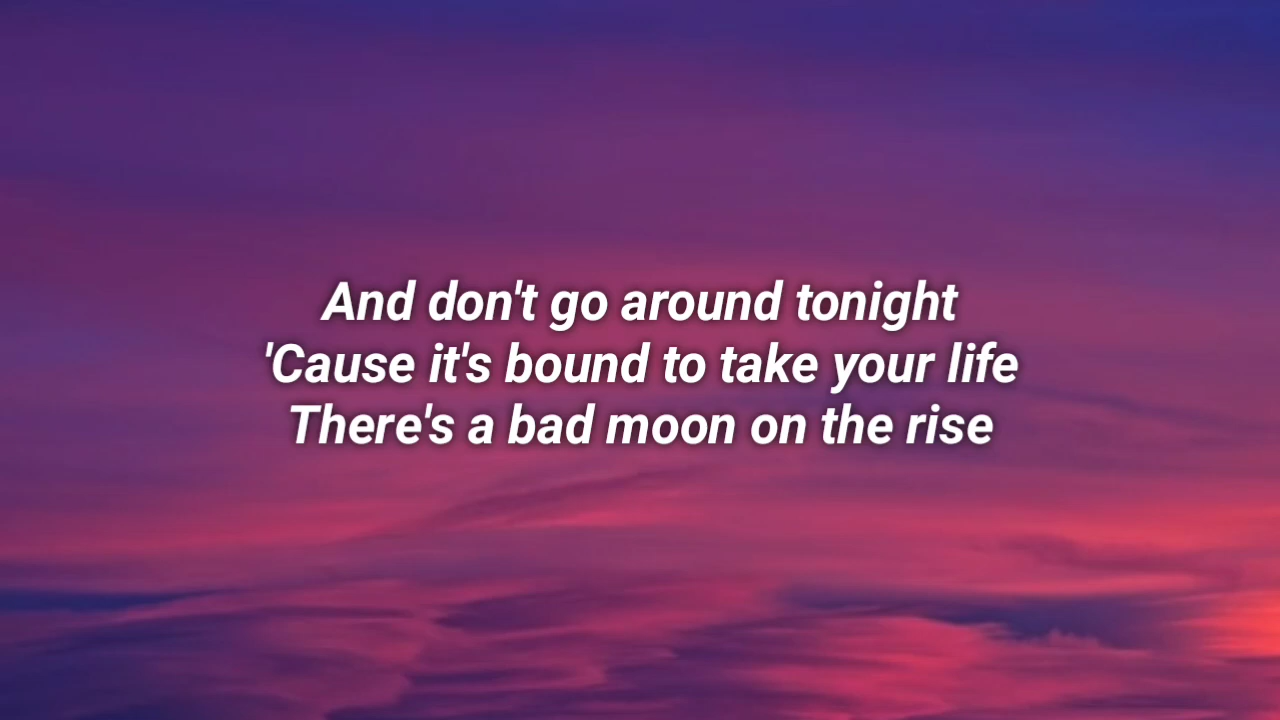 And don't go around tonight
'Cause it's bound to take your life
There's a bad moon on the rise